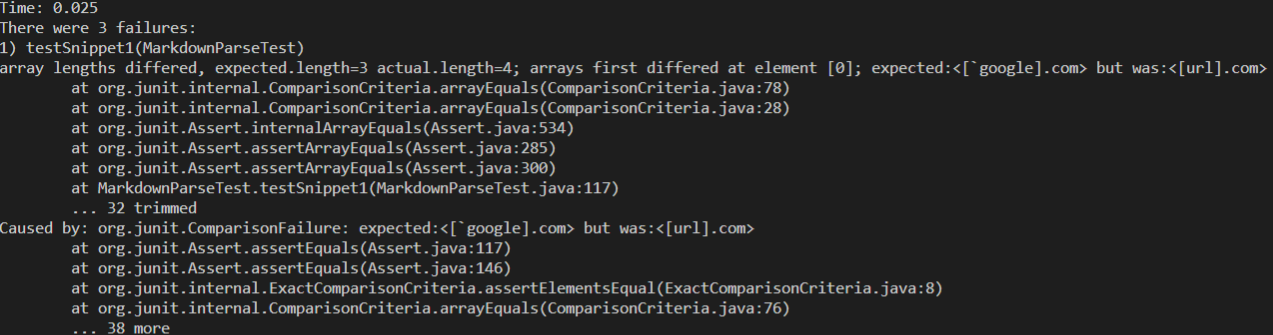 Time: 0.025
There were 3 failures:
1) testSnippet1(MarkdownParseTest)
array lengths differed, expected.length=3 actual.length=4; arrays first differed at element [0]; expected:<[`google].com> but was:<[url].com>
        at org.junit.internal.ComparisonCriteria.arrayEquals(ComparisonCriteria.java:78)
        at org.junit.internal.ComparisonCriteria.arrayEquals(ComparisonCriteria.java:28)
        at org.junit.Assert.internalArrayEquals(Assert.java:534)
        at org.junit.Assert.assertArrayEquals(Assert.java:285)
        at org.junit.Assert.assertArrayEquals(Assert.java:300)
        at MarkdownParseTest.testSnippet1(MarkdownParseTest.java:117)
        ... 32 trimmed
Caused by: org.junit.ComparisonFailure: expected:<[`google].com> but was:<[url].com>
        at org.junit.Assert.assertEquals(Assert.java:117)
        at org.junit.Assert.assertEquals(Assert.java:146)
        at org.junit.internal.ExactComparisonCriteria.assertElementsEqual(ExactComparisonCriteria.java:8)
        at org.junit.internal.ComparisonCriteria.arrayEquals(ComparisonCriteria.java:76)
        ... 38 more